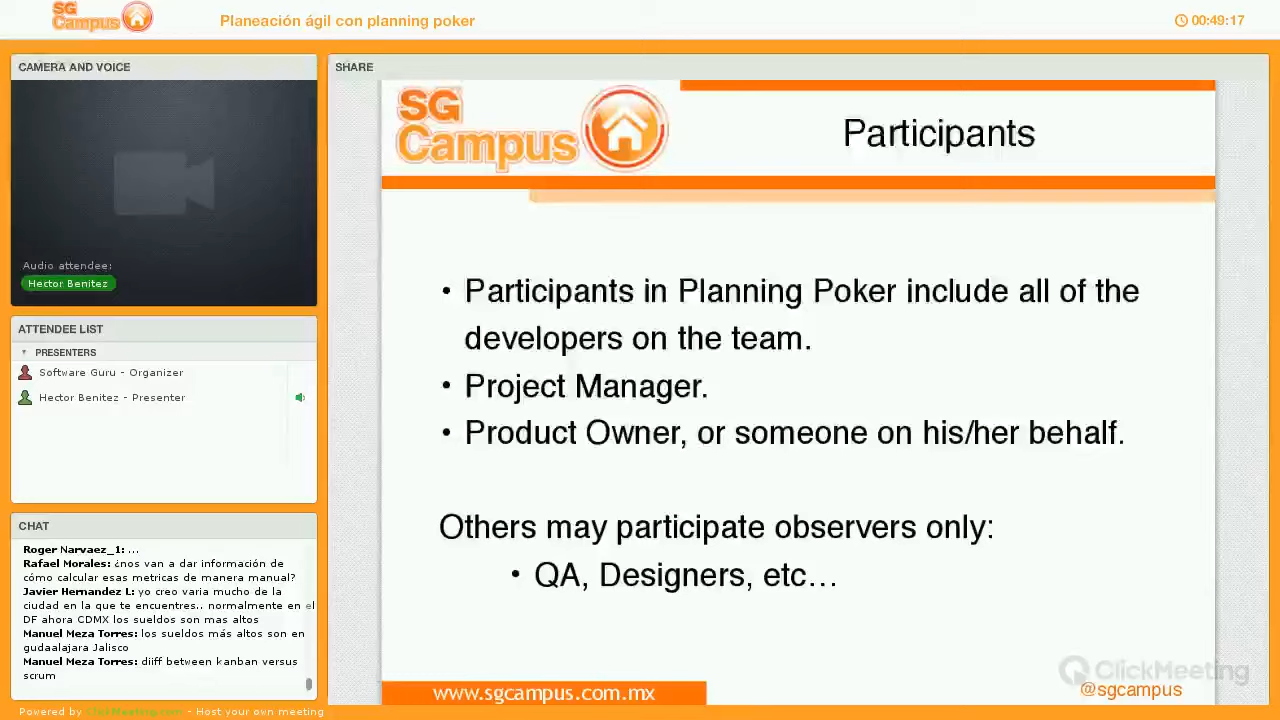 SG
Campus
Planeación ágil con planning poker
00:49:17
CAMERA AND VOICE
Audio attendee:
Hector Benitez
ATTENDEE LIST
PRESENTERS
Software Guru - Organizer
Hector Benitez - Presenter
CHAT
Roger Narvaez_1: ...
Rafael Morales: ¿nos van a dar información de
cómo calcular esas metricas de manera manual?
Javier Hernandez L: yo creo varia mucho de la
ciudad en la que te encuentres.. normalmente en el
DF ahora CDMX los sueldos son mas altos
Manuel Meza Torres: los sueldos más altos son en
gudaalajara Jalisco
Manuel Meza Torres: diiff between kanban versus
scrum
Powered by ClickMeeting.com - Host your own meeting
SHARE
SG
Campus
Participants
• Participants in Planning Poker include all of the
developers on the team.
• Project Manager.
• Product Owner, or someone on his/her behalf.
Others may participate observers only:
• QA, Designers, etc...
www.sgcampus.com.mx
ClickMeeting
@sgcampus